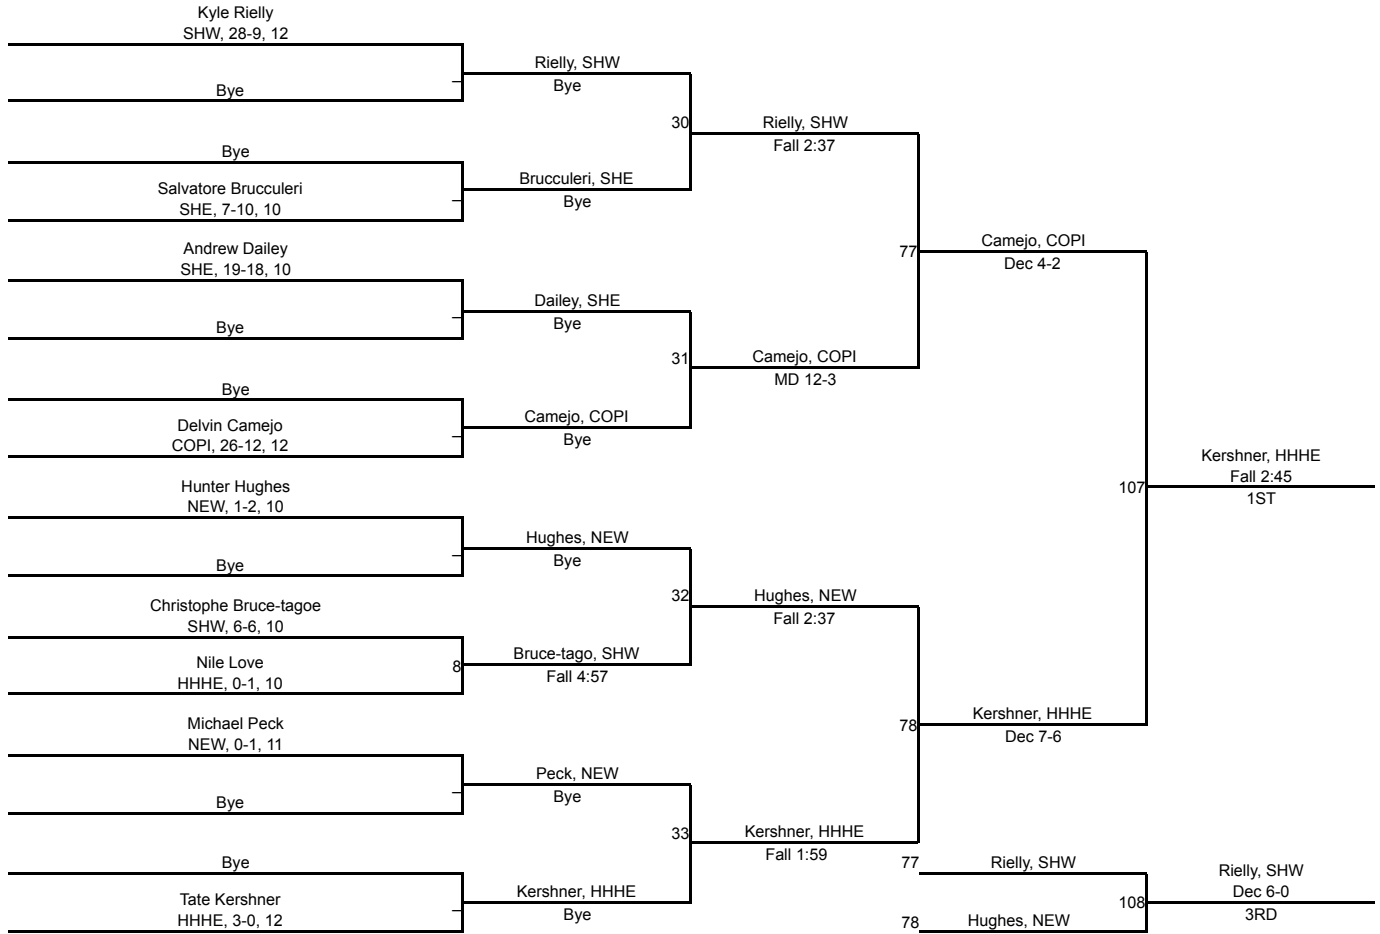 Kyle Rielly
SHW, 28-9, 12
Bye
Bye
Salvatore Brucculeri
SHE, 7-10, 10
Andrew Dailey
SHE, 19-18, 10
Bye
Bye
Delvin Camejo
COPI, 26-12, 12
Hunter Hughes
NEW, 1-2, 10
Bye
Christophe Bruce-tagoe
SHW, 6-6, 10
Nile Love
HHHE, 0-1, 10
Michael Peck
NEW, 0-1, 11
Bye
Bye
Tate Kershner
HHHE, 3-0, 12
Rielly, SHW
Bye
Brucculeri, SHE
Bye
Dailey, SHE
Bye
Camejo, COPI
Bye
Hughes, NEW
Bye
8
Bruce-tago, SHW
Fall 4:57
Peck, NEW
Bye
Kershner, HHHE
Bye
30
Rielly, SHW
Fall 2:37
31
Camejo, COPI
MD 12-3
32
Hughes, NEW
Fall 2:37
33
Kershner, HHHE
Fall 1:59
77
Camejo, COPI
Dec 4-2
78
Kershner, HHHE
Dec 7-6
107
Kershner, HHHE
Fall 2:45
1ST
77
Rielly, SHW
78
Hughes, NEW
108
Rielly, SHW
Dec 6-0
3RD